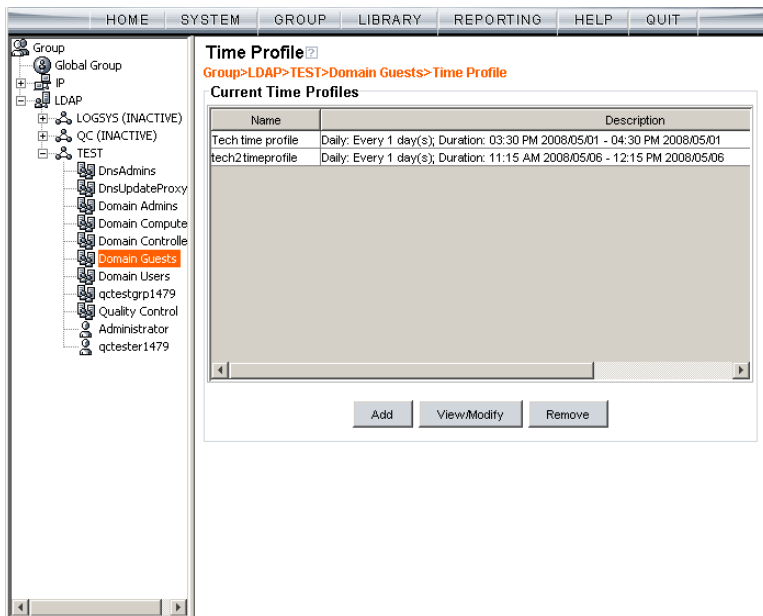 HOME SYSTEM GROUP LIBRARY REPORTING HELP QUIT
Group
Global Group
IP
LDAP
LOGSYS (INACTIVE)
QC (INACTIVE)
TEST
DnsAdmins
DnsUpdateProxy
Domain Admins
Domain Compute
Domain Controlle
Domain Guests
Domain Users
qctestgrp1479
Quality Control
Administrator
qctester1479
Time Profile ?
Group>LDAP>TEST>Domain Guests>Time Profile
Current Time Profiles
Name Description
Tech time profile Daily: Every 1 day(s); Duration: 03:30 PM 2008/05/01 - 04:30 PM 2008/05/01
tech2timeprofile Daily: Every 1 day(s); Duration: 11:15 AM 2008/05/06 - 12:15 PM 2008/05/06
Add View/Modify Remove